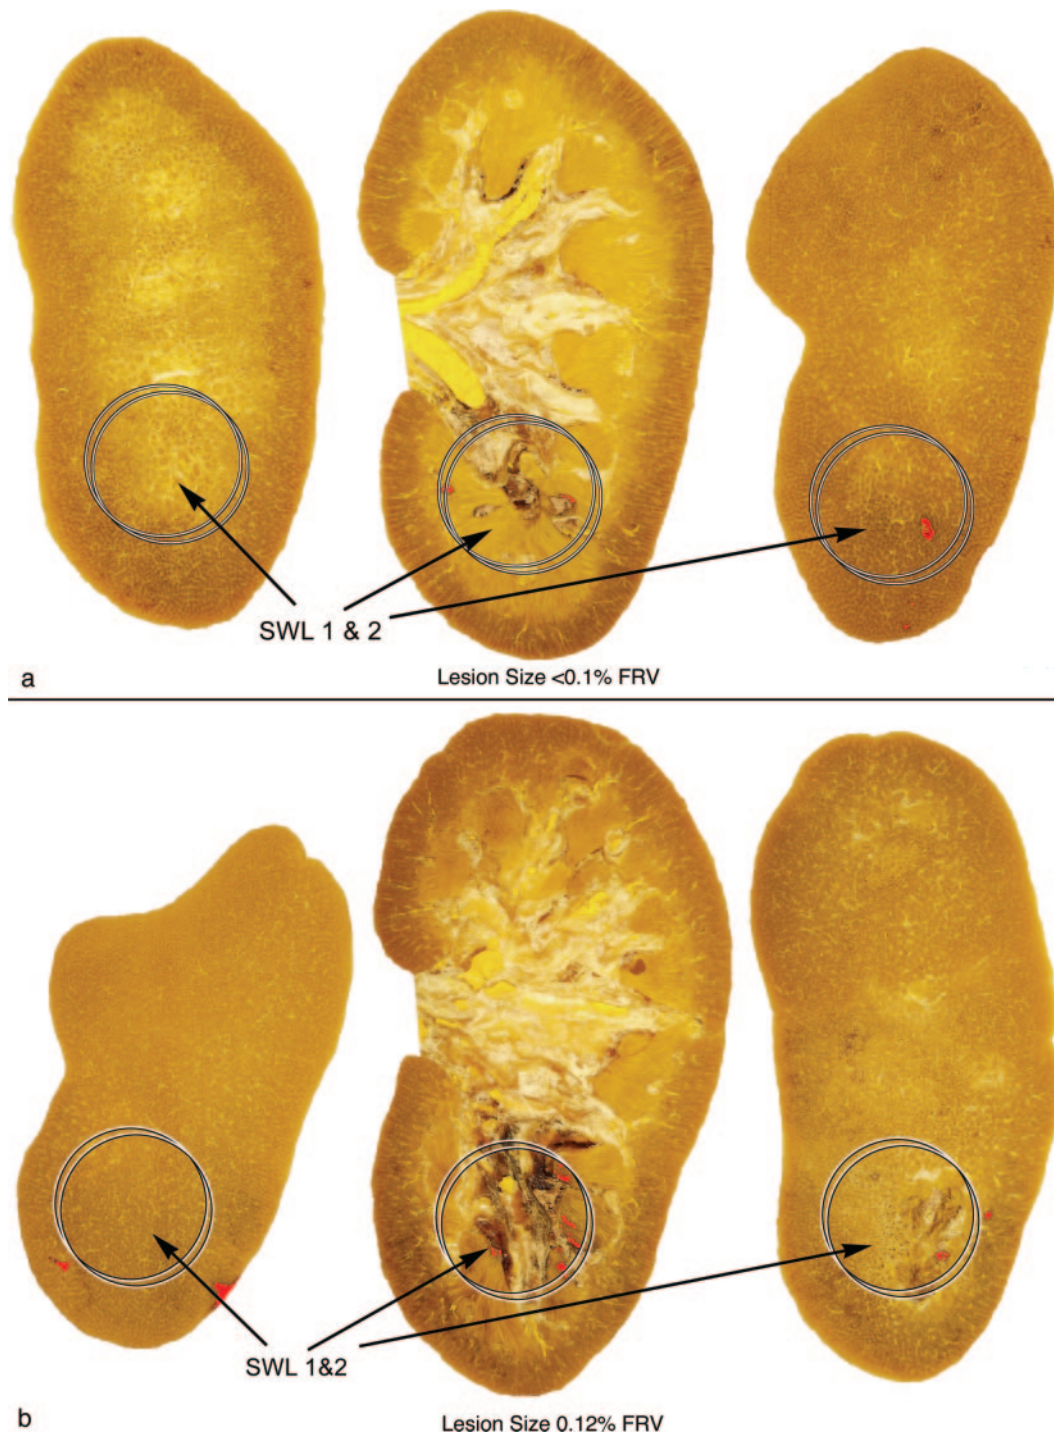 SWL 1 & 2
a
Lesion Size <0.1% FRV
SWL 1&2
b
Lesion Size 0.12% FRV